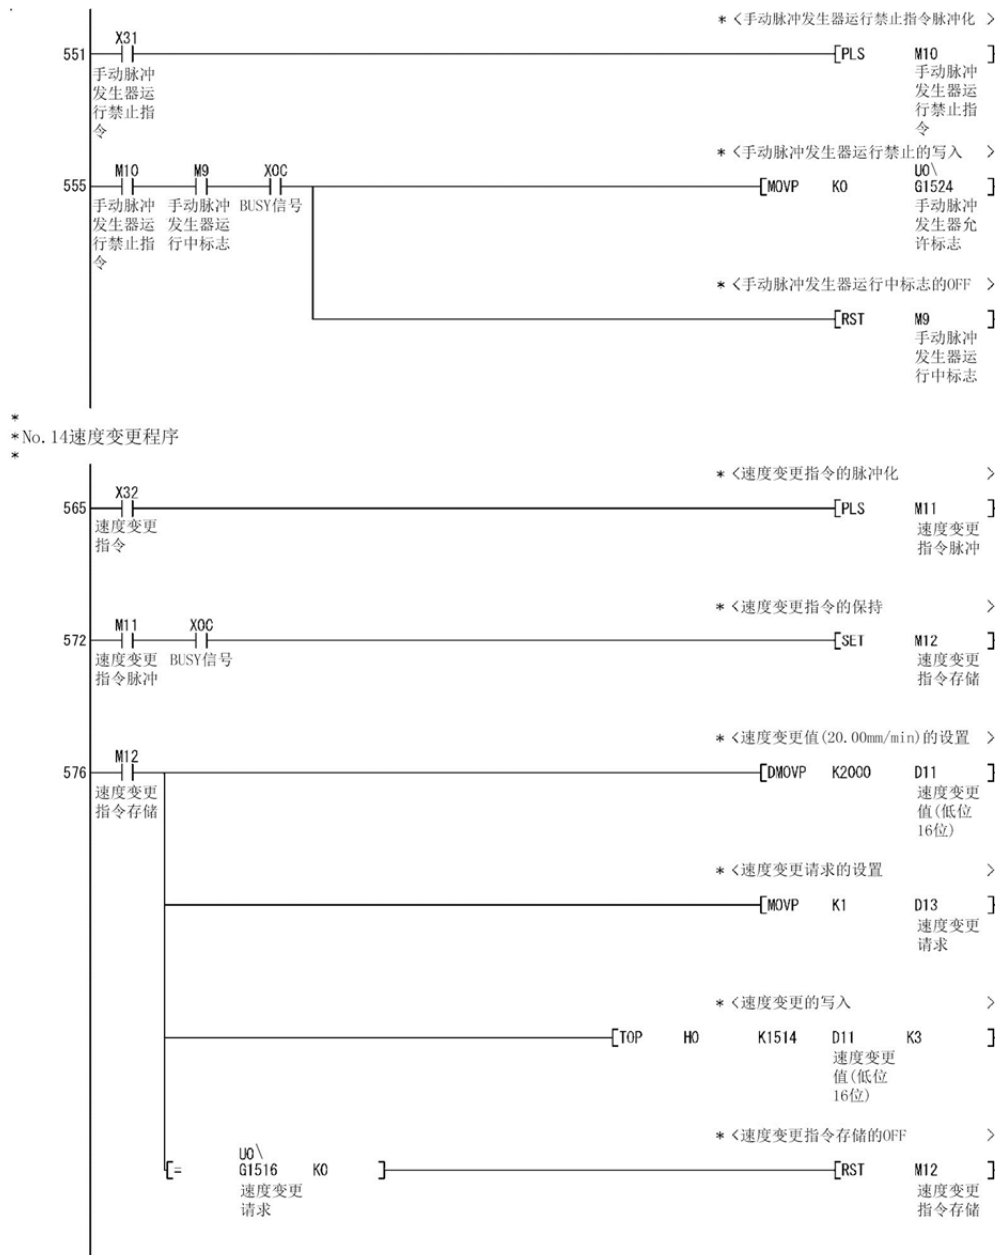 * <手动脉冲发生器运行禁止指令脉冲化 >
X31
551 [PLS M10 ]
手动脉冲 手动脉冲
发生器运 发生器运
行禁止指 行禁止指
令 令
* <手动脉冲发生器运行禁止的写入 >
M10 M9 X0C U0\
555 [MOVP K0 G1524 ]
手动脉冲 手动脉冲 BUSY信号 手动脉冲
发生器运 发生器运 发生器允
行禁止指 行中标志 许标志
令
* <手动脉冲发生器运行中标志的OFF >
[RST M9 ]
手动脉冲
发生器运
行中标志
*
*No.14速度变更程序
*
* <速度变更指令的脉冲化 >
X32
565 [PLS M11 ]
速度变更 速度变更
指令 指令脉冲
* <速度变更指令的保持 >
M11 X0C
572 [SET M12 ]
速度变更 BUSY信号 速度变更
指令脉冲 指令存储
* <速度变更值(20.00mm/min)的设置 >
M12
576 [DMOVP K2000 D11 ]
速度变更 速度变更
指令存储 值(低位
16位)
* <速度变更请求的设置 >
[MOVP K1 D13 ]
速度变更
请求
* <速度变更的写入 >
[TOP H0 K1514 D11 K3 ]
速度变更
值(低位
16位)
* <速度变更指令存储的OFF >
U0\
[= G1516 K0 ] [RST M12 ]
速度变更 速度变更
请求 指令存储